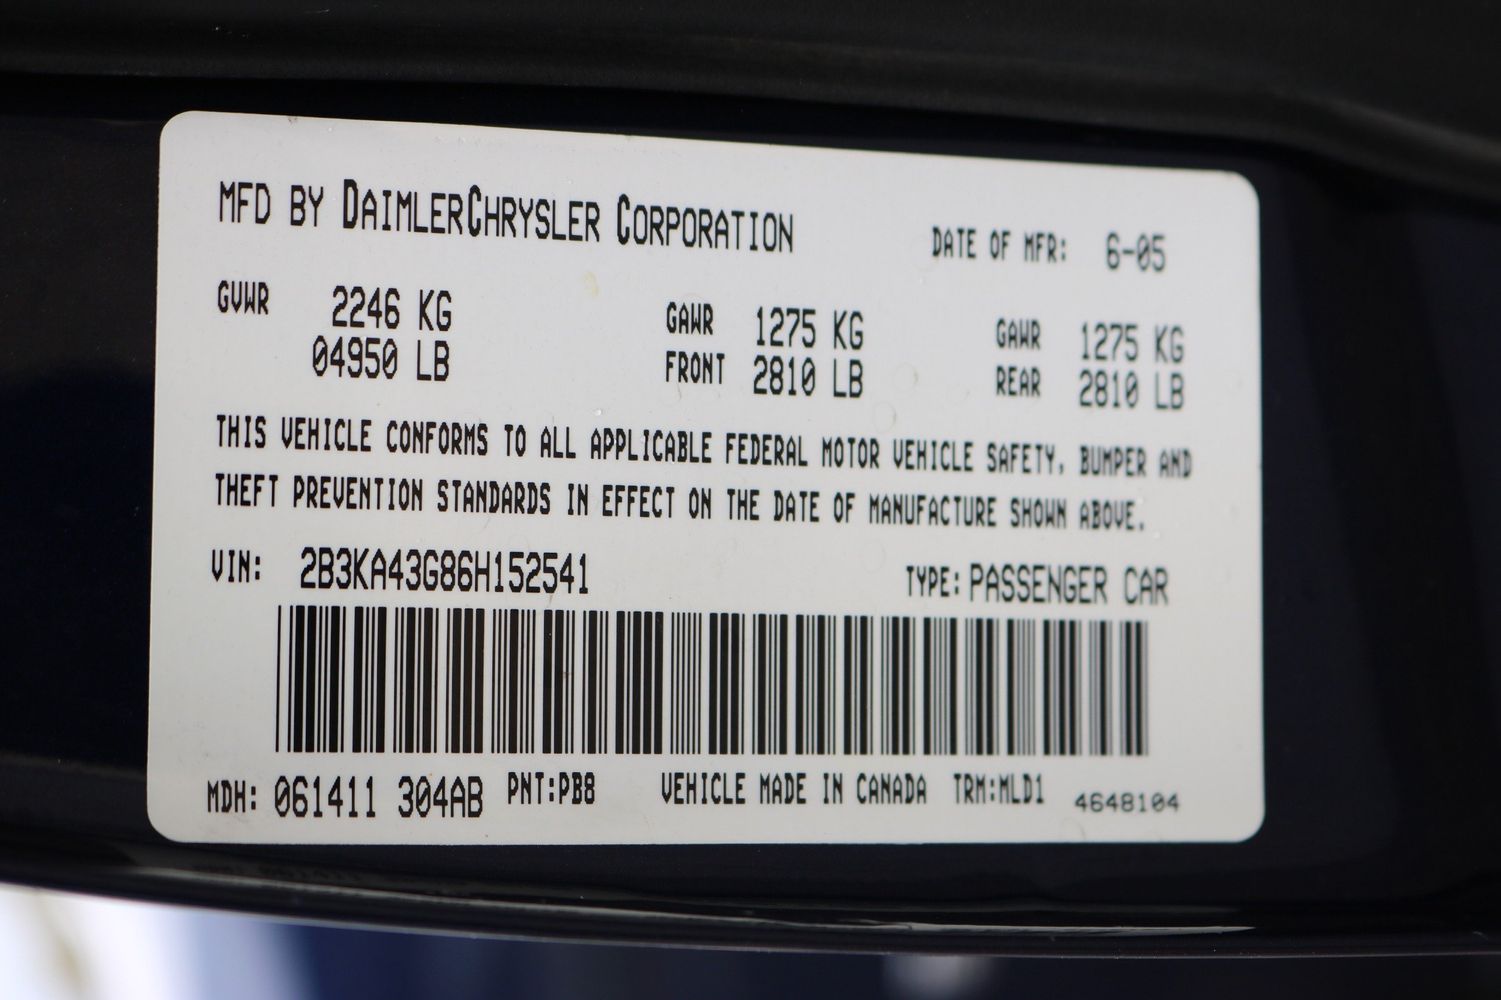 MFD BY DAIMLERCHRYSLER CORPORATION DATE OF MFR: 6-05
GVWR 2246 KG GAWR 1275 KG GAWR 1275 KG
04950 LB FRONT 2810 LB REAR 2810 LB
THIS VEHICLE CONFORMS TO ALL APPLICABLE FEDERAL MOTOR VEHICLE SAFETY, BUMPER AND
THEFT PREVENTION STANDARDS IN EFFECT ON THE DATE OF MANUFACTURE SHOWN ABOVE.
VIN: 2B3KA43G86H152541 TYPE: PASSENGER CAR
MDH: 061411 304AB PNT:PB8 VEHICLE MADE IN CANADA TRM:MLD1 4648104